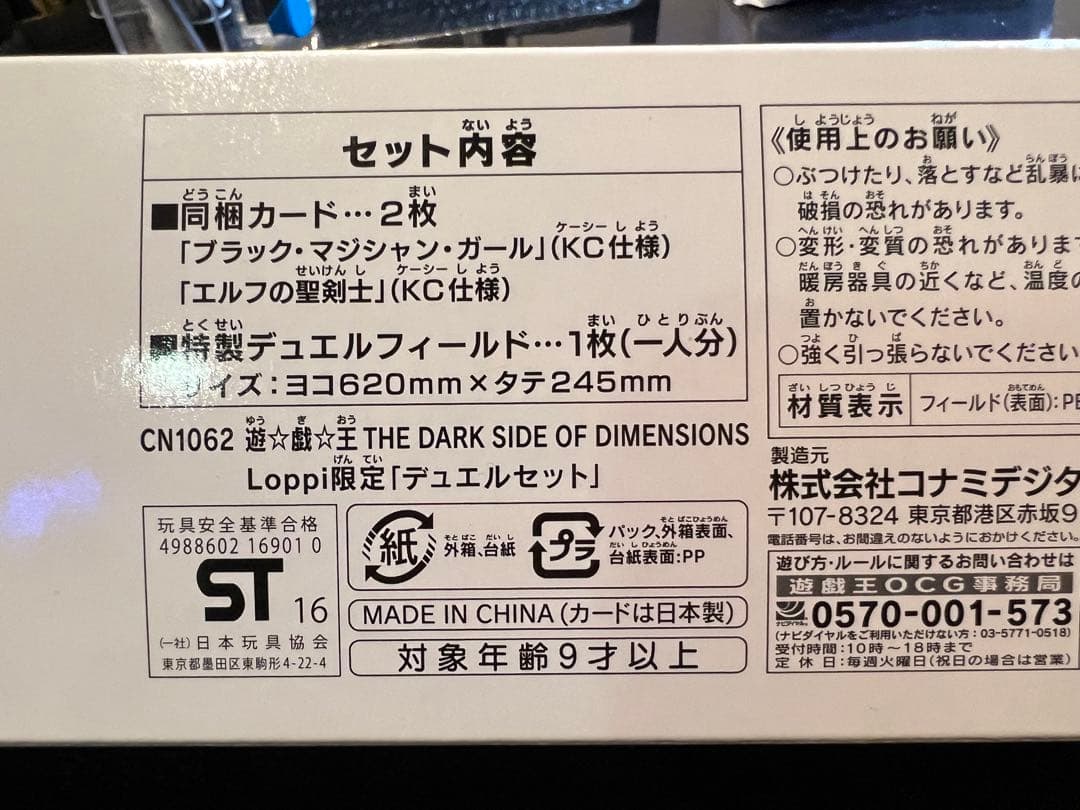 セット内容
■同梱カード…2枚
「ブラック・マジシャン・ガール」(KC仕様)
「エルフの聖剣士」(KC仕様)
■特製デュエルフィールド…1枚(一人分)
サイズ:ヨコ620mm×タテ245mm
CN1062 遊☆戯☆王 THE DARK SIDE OF DIMENSIONS
Loppi限定「デュエルセット」
玩具安全基準合格
4988602 16901 0
ST 16
(一社)日本玩具協会
東京都墨田区東駒形4-22-4
紙
外箱、台紙
プラ
パック、外箱表面、
台紙表面:PP
MADE IN CHINA (カードは日本製)
対象年齢9才以上
《使用上のお願い》
○ぶつけたり、落とすなど乱暴に
破損の恐れがあります。
○変形・変質の恐れがあります
暖房器具の近くなど、温度の
置かないでください。
○強く引っ張らないでください
材質表示
フィールド(表面):PE
製造元
株式会社コナミデジタ
〒107-8324 東京都港区赤坂9
電話番号は、お間違えのないようにおかけください。
遊び方・ルールに関するお問い合わせは
遊戯王OCG事務局
ナビダイヤル 0570-001-573
(ナビダイヤルをご利用いただけない方:03-5771-0518)
受付時間:10時～18時まで
定休日:毎週火曜日(祝日の場合は営業)